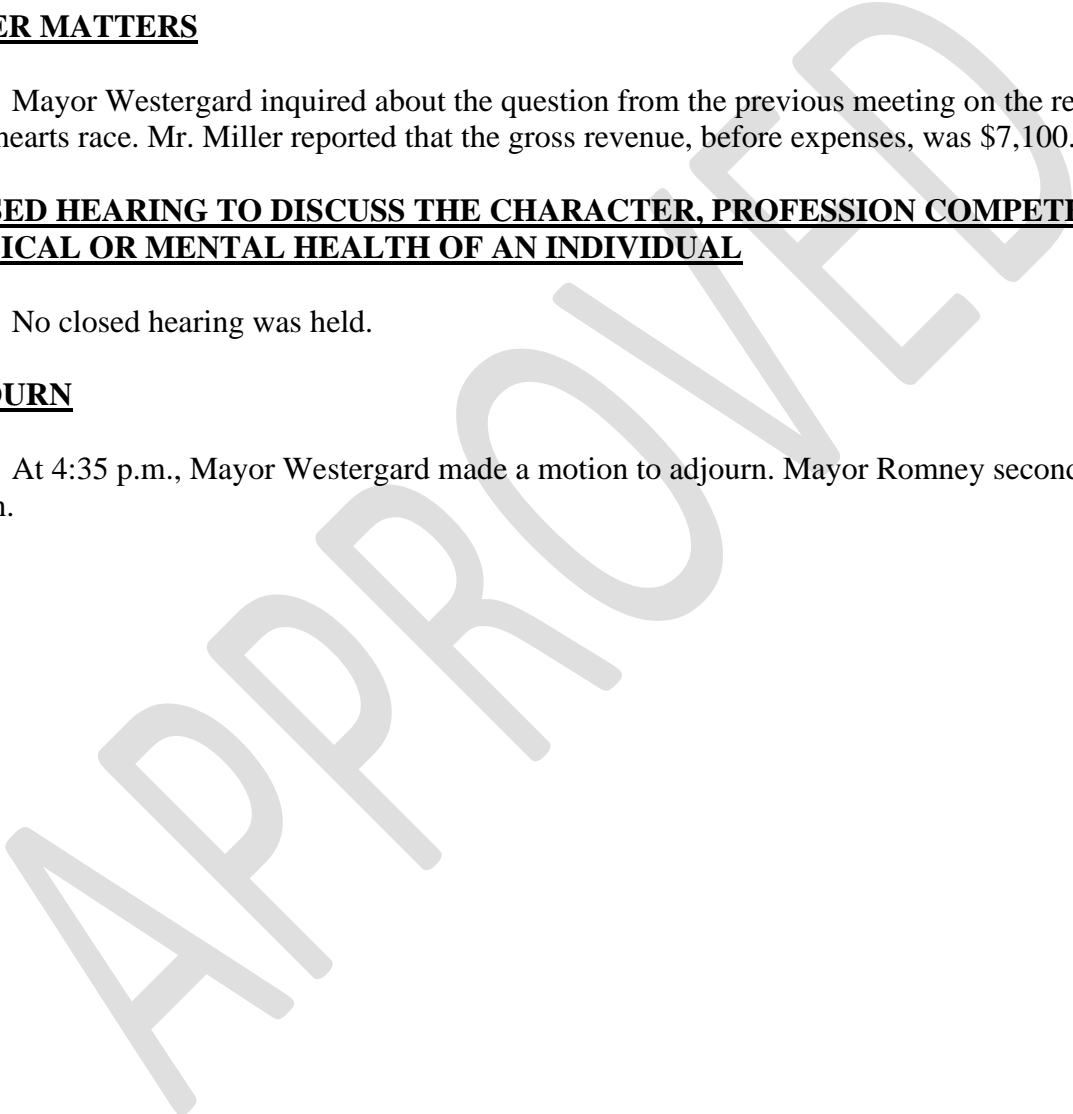 ER MATTERS
Mayor Westergard inquired about the question from the previous meeting on the re
hearts race. Mr. Miller reported that the gross revenue, before expenses, was $7,100.
SED HEARING TO DISCUSS THE CHARACTER, PROFESSION COMPETE
ICAL OR MENTAL HEALTH OF AN INDIVIDUAL
No closed hearing was held.
OURN
At 4:35 p.m., Mayor Westergard made a motion to adjourn. Mayor Romney second
n.
APPROVED